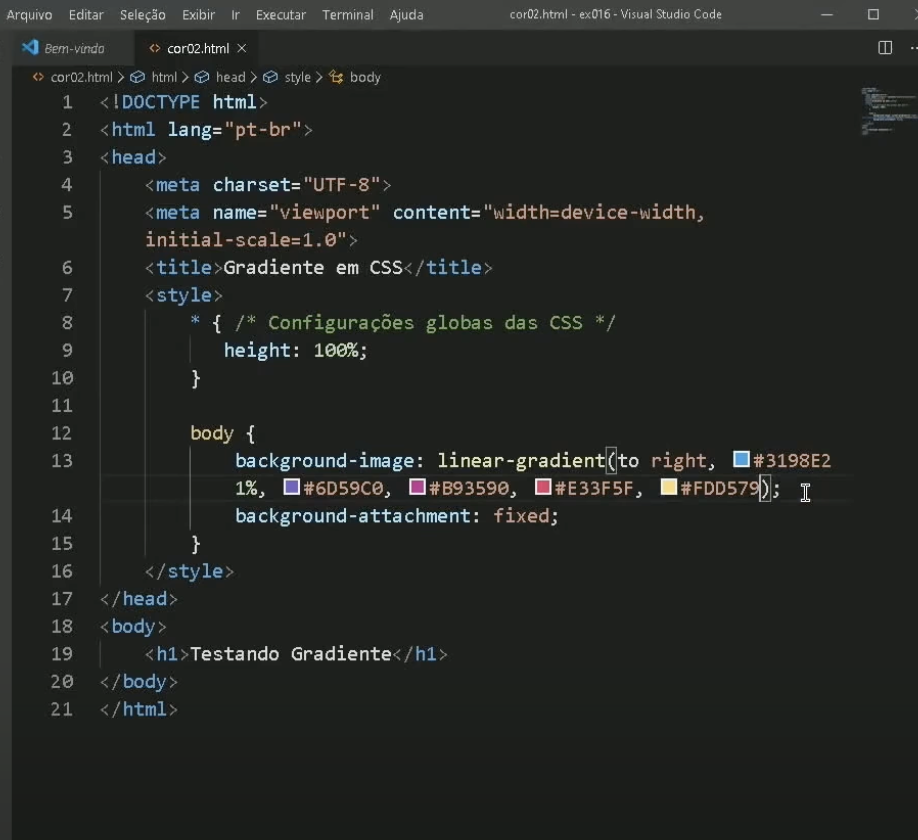 Arquivo Editar Seleção Exibir Ir Executar Terminal Ajuda cor02.html - ex016 - Visual Studio Code
Bem-vindo cor02.html ×
cor02.html > html > head > style > body
1 <!DOCTYPE html>
2 <html lang="pt-br">
3 <head>
4 <meta charset="UTF-8">
5 <meta name="viewport" content="width=device-width,
initial-scale=1.0">
6 <title>Gradiente em CSS</title>
7 <style>
8 * { /* Configurações globas das CSS */
9 height: 100%;
10 }
11
12 body {
13 background-image: linear-gradient(to right, #3198E2
1%, #6D59C0, #B93590, #E33F5F, #FDD579);
14 background-attachment: fixed;
15 }
16 </style>
17 </head>
18 <body>
19 <h1>Testando Gradiente</h1>
20 </body>
21 </html>